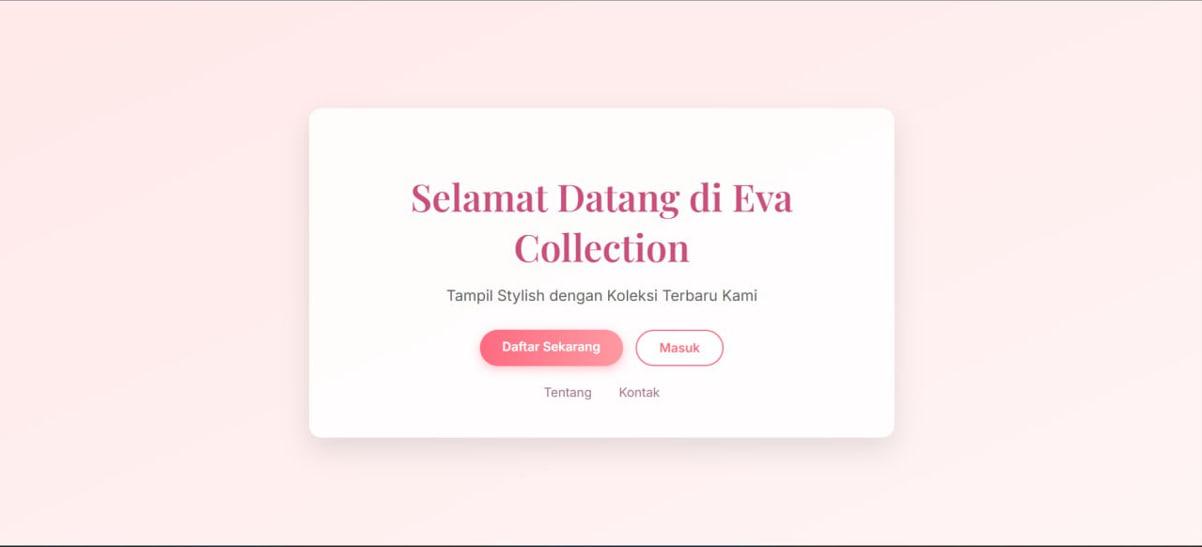 Selamat Datang di Eva
Collection
Tampil Stylish dengan Koleksi Terbaru Kami
Daftar Sekarang
Masuk
Tentang
Kontak